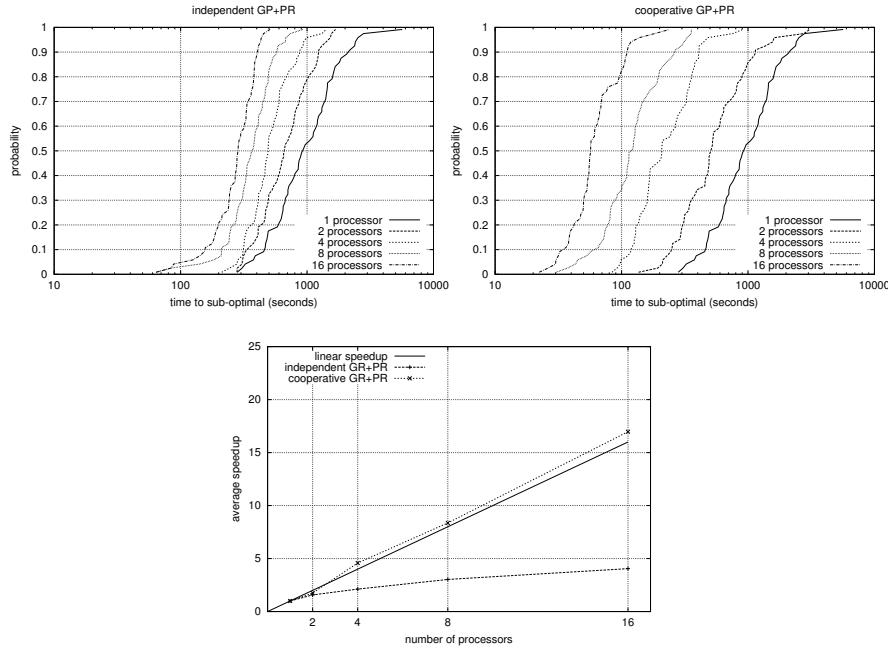 independent GP+PR
probability
1
0.9
0.8
0.7
0.6
0.5
0.4
0.3
0.2
0.1
0
10
100
1000
10000
time to sub-optimal (seconds)
1 processor
2 processors
4 processors
8 processors
16 processors
cooperative GP+PR
probability
1
0.9
0.8
0.7
0.6
0.5
0.4
0.3
0.2
0.1
0
10
100
1000
10000
time to sub-optimal (seconds)
1 processor
2 processors
4 processors
8 processors
16 processors
average speedup
25
20
15
10
5
0
2
4
8
16
number of processors
linear speedup
independent GR+PR
cooperative GR+PR